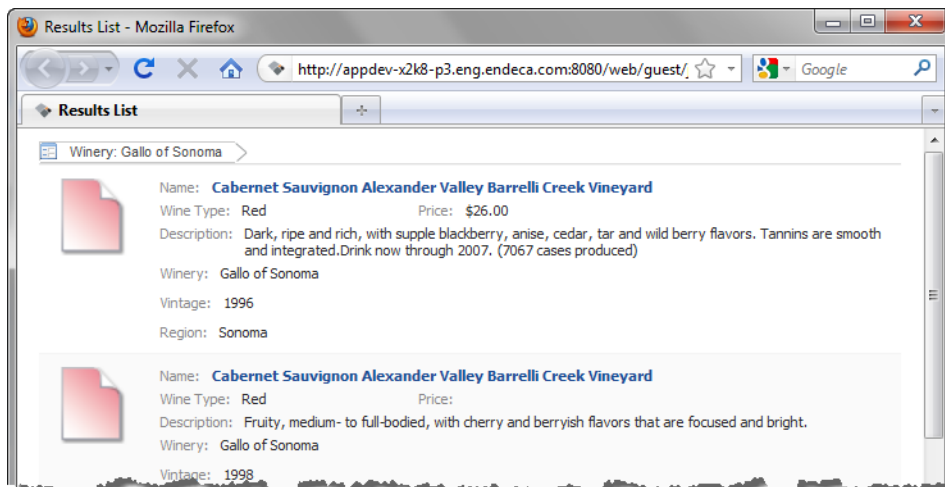 Results List - Mozilla Firefox
http://appdev-x2k8-p3.eng.endeca.com:8080/web/guest/
Google
Results List
Winery: Gallo of Sonoma
Name: Cabernet Sauvignon Alexander Valley Barrelli Creek Vineyard
Wine Type: Red Price: $26.00
Description: Dark, ripe and rich, with supple blackberry, anise, cedar, tar and wild berry flavors. Tannins are smooth
and integrated.Drink now through 2007. (7067 cases produced)
Winery: Gallo of Sonoma
Vintage: 1996
Region: Sonoma
Name: Cabernet Sauvignon Alexander Valley Barrelli Creek Vineyard
Wine Type: Red Price:
Description: Fruity, medium- to full-bodied, with cherry and berryish flavors that are focused and bright.
Winery: Gallo of Sonoma
Vintage: 1998